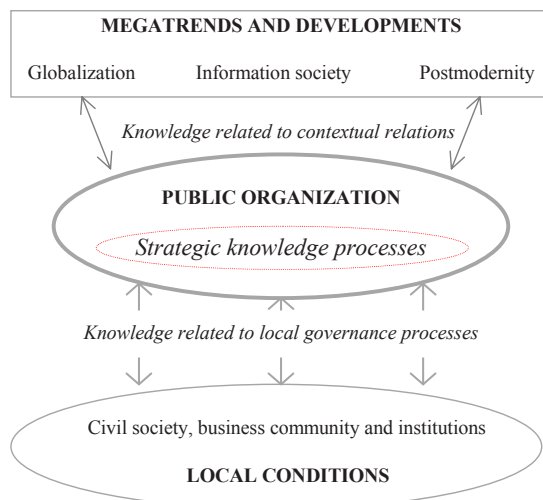 MEGATRENDS AND DEVELOPMENTS
Globalization Information society Postmodernity
Knowledge related to contextual relations
PUBLIC ORGANIZATION
Strategic knowledge processes
Knowledge related to local governance processes
Civil society, business community and institutions
LOCAL CONDITIONS